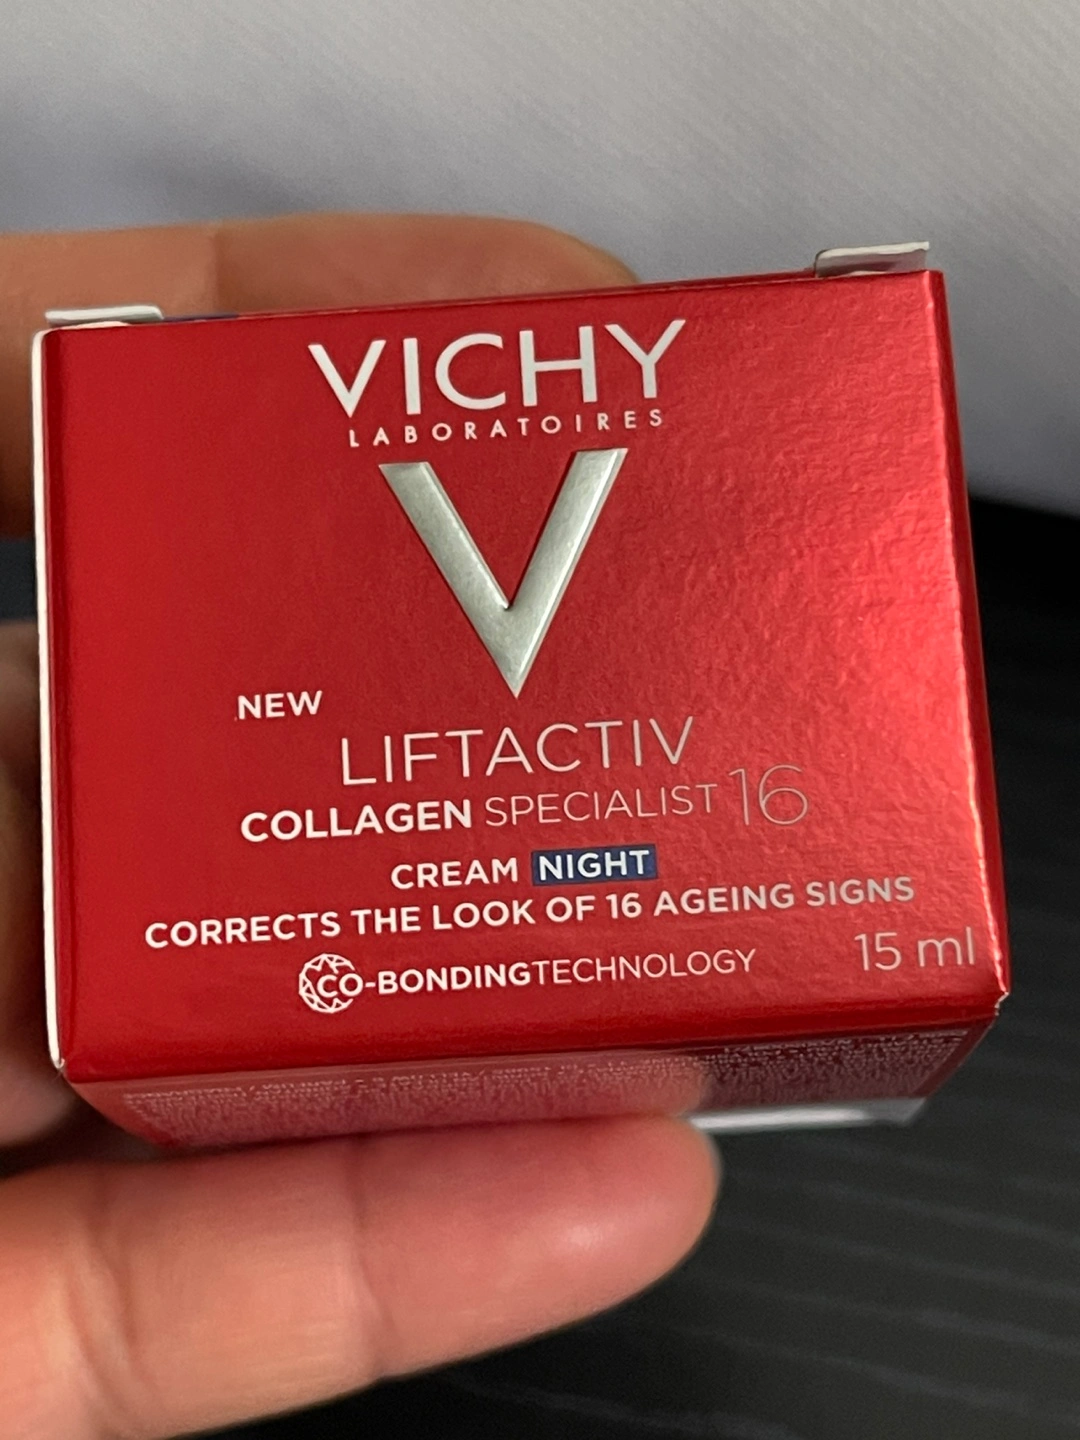 VICHY
LABORATOIRES
V
NEW
LIFTACTIV
COLLAGEN SPECIALIST 16
CREAM NIGHT
CORRECTS THE LOOK OF 16 AGEING SIGNS
CO-BONDINGTECHNOLOGY
15 ml